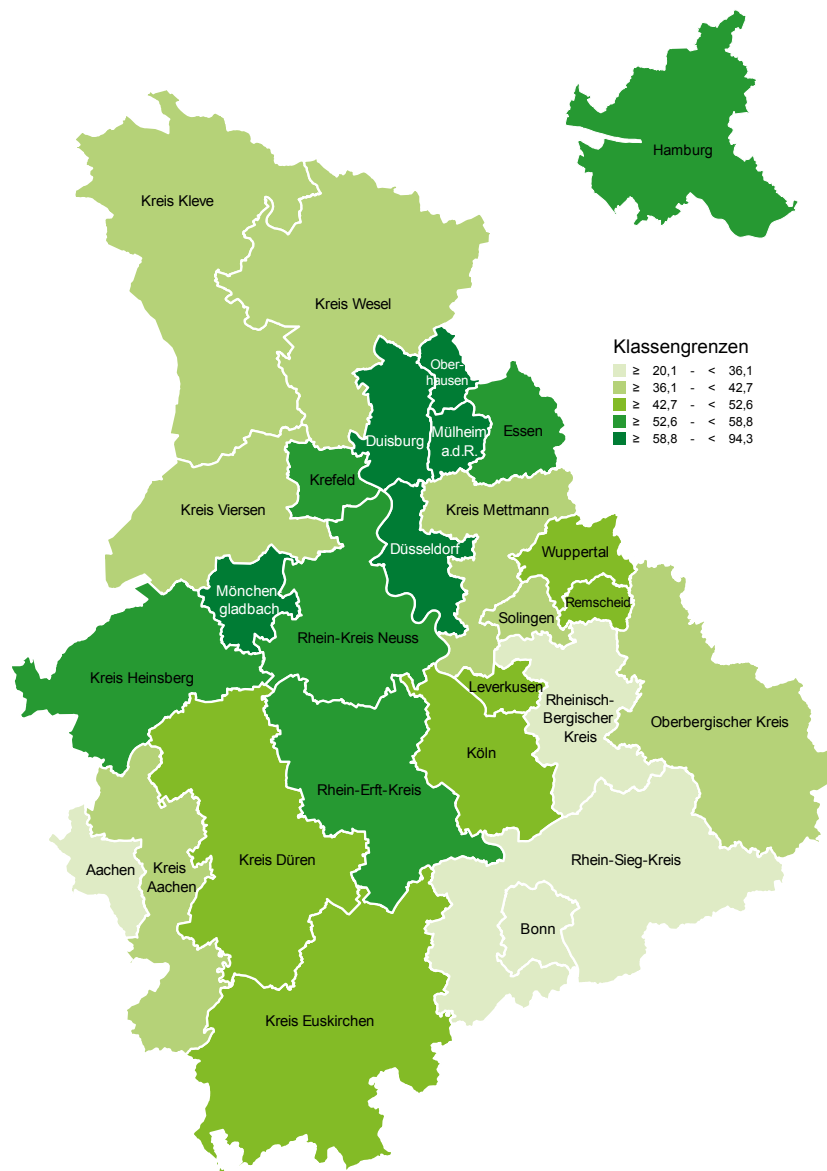 Hamburg
Kreis Kleve
Kreis Wesel
Klassengrenzen
≥ 20,1 - < 36,1
≥ 36,1 - < 42,7
≥ 42,7 - < 52,6
≥ 52,6 - < 58,8
≥ 58,8 - < 94,3
Ober-
hausen
Duisburg
Mülheim
a.d.R.
Essen
Krefeld
Kreis Viersen
Kreis Mettmann
Düsseldorf
Wuppertal
Mönchen
gladbach
Remscheid
Solingen
Rhein-Kreis Neuss
Kreis Heinsberg
Leverkusen
Rheinisch-
Bergischer
Kreis
Oberbergischer Kreis
Köln
Rhein-Erft-Kreis
Aachen
Kreis
Aachen
Kreis Düren
Rhein-Sieg-Kreis
Bonn
Kreis Euskirchen